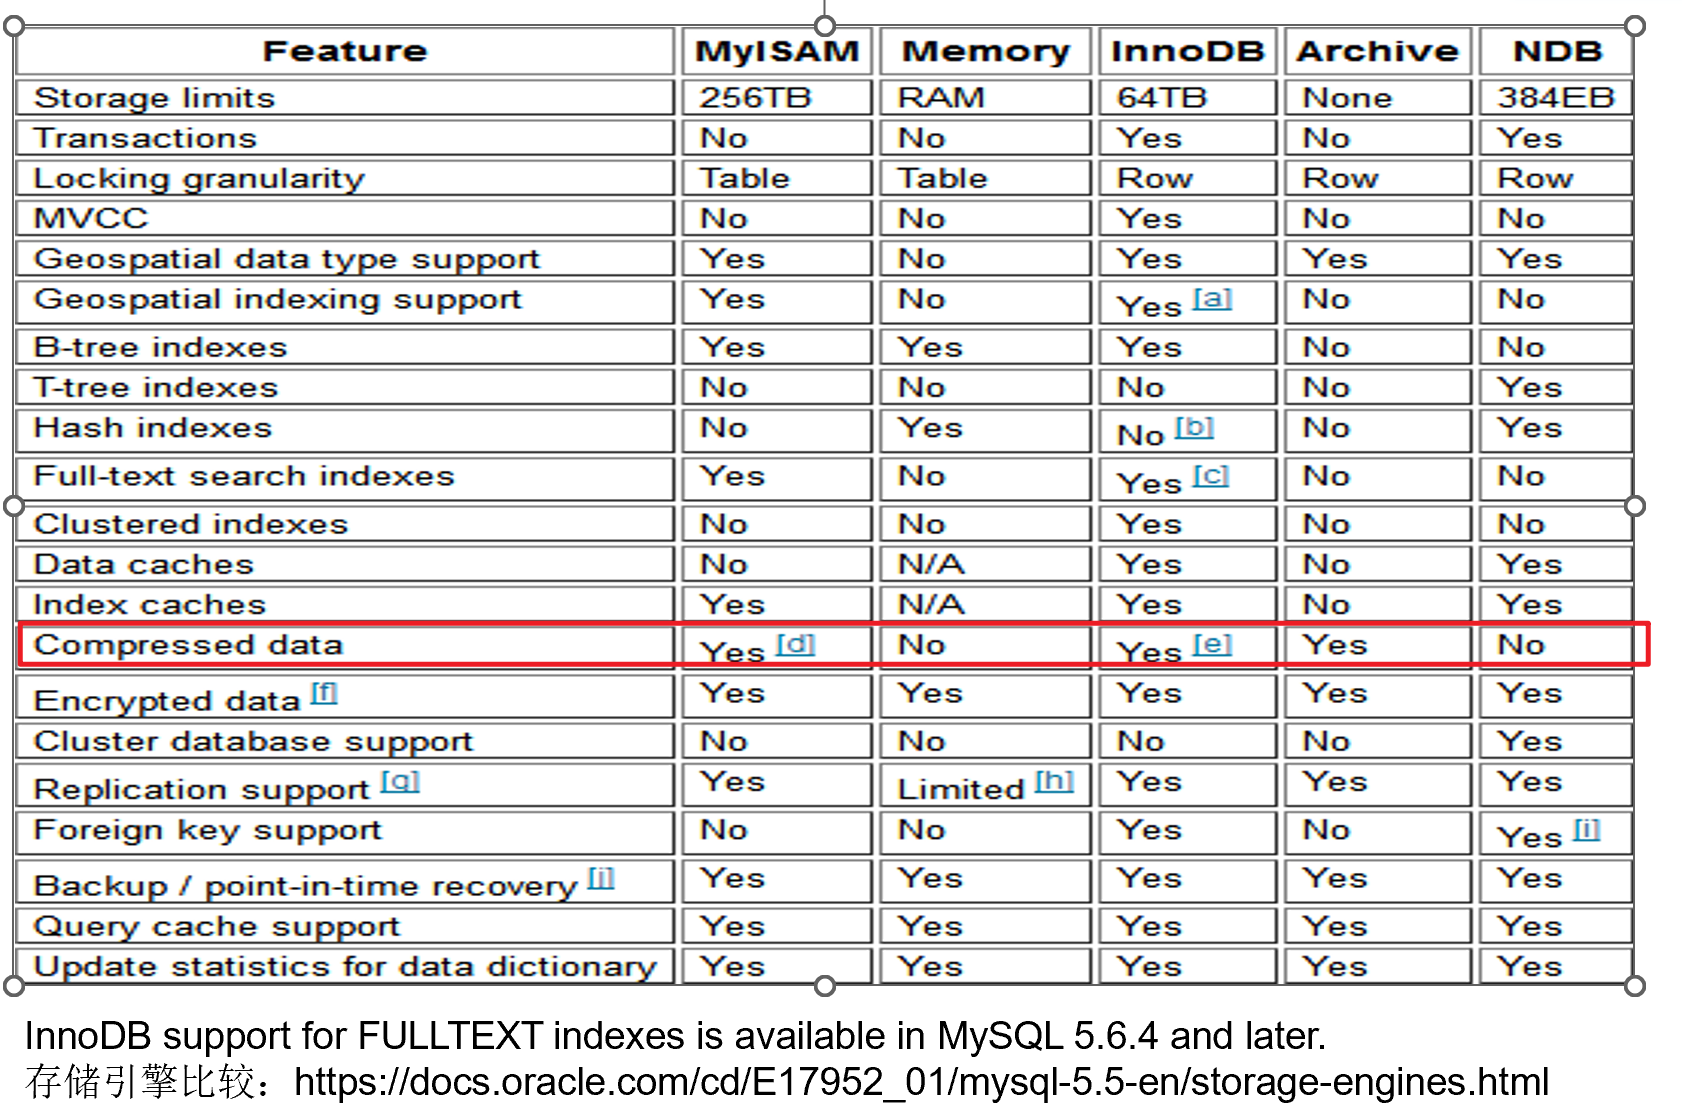 Feature MyISAM Memory InnoDB Archive NDB
Storage limits 256TB RAM 64TB None 384EB
Transactions No No Yes No Yes
Locking granularity Table Table Row Row Row
MVCC No No Yes No No
Geospatial data type support Yes No Yes Yes Yes
Geospatial indexing support Yes No Yes [a] No No
B-tree indexes Yes Yes Yes No No
T-tree indexes No No No No Yes
Hash indexes No Yes No [b] No Yes
Full-text search indexes Yes No Yes [c] No No
Clustered indexes No No Yes No No
Data caches No N/A Yes No Yes
Index caches Yes N/A Yes No Yes
Compressed data Yes [d] No Yes [e] Yes No
Encrypted data [f] Yes Yes Yes Yes Yes
Cluster database support No No No No Yes
Replication support [g] Yes Limited [h] Yes Yes Yes
Foreign key support No No Yes No Yes [i]
Backup / point-in-time recovery [j] Yes Yes Yes Yes Yes
Query cache support Yes Yes Yes Yes Yes
Update statistics for data dictionary Yes Yes Yes Yes Yes
InnoDB support for FULLTEXT indexes is available in MySQL 5.6.4 and later.
存储引擎比较：https://docs.oracle.com/cd/E17952_01/mysql-5.5-en/storage-engines.html